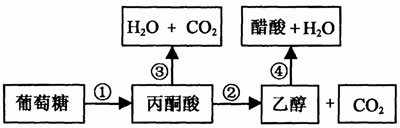 H₂O + CO₂
醋酸+H₂O
③
④
葡萄糖
①
丙酮酸
②
乙醇
+
CO₂